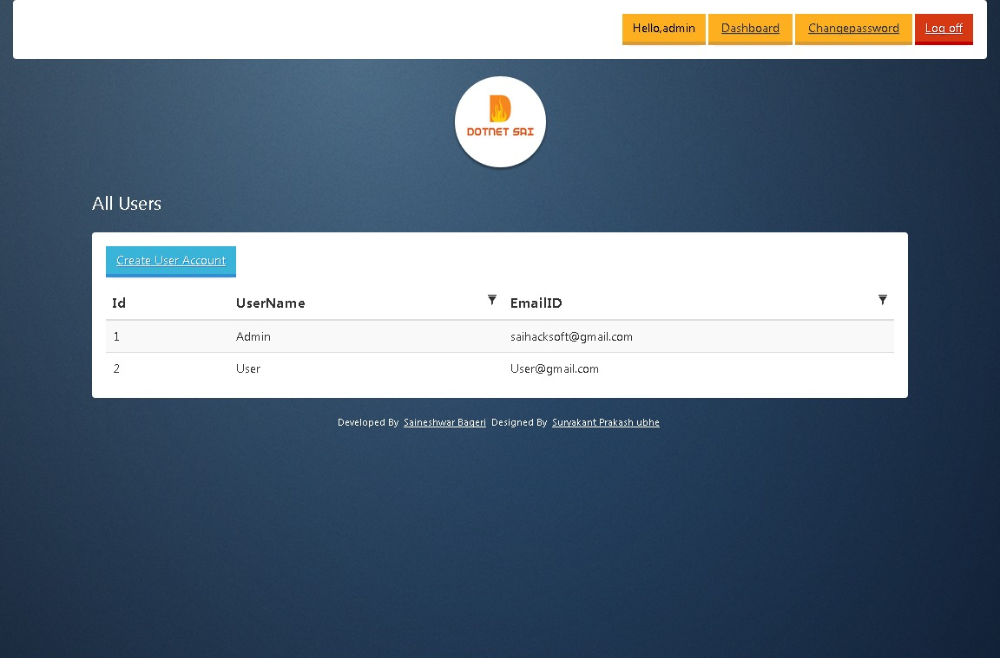 Hello,admin Dashboard Changepassword Log off
D
DOTNET SAI
All Users
Create User Account
Id UserName EmailID
1 Admin saihacksoft@gmail.com
2 User User@gmail.com
Developed By Saineshwar Bageri Designed By Suryakant Prakash ubhe